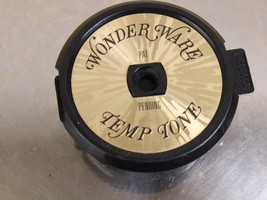 WONDER WARE
PAT
PENDING
TEMP TONE